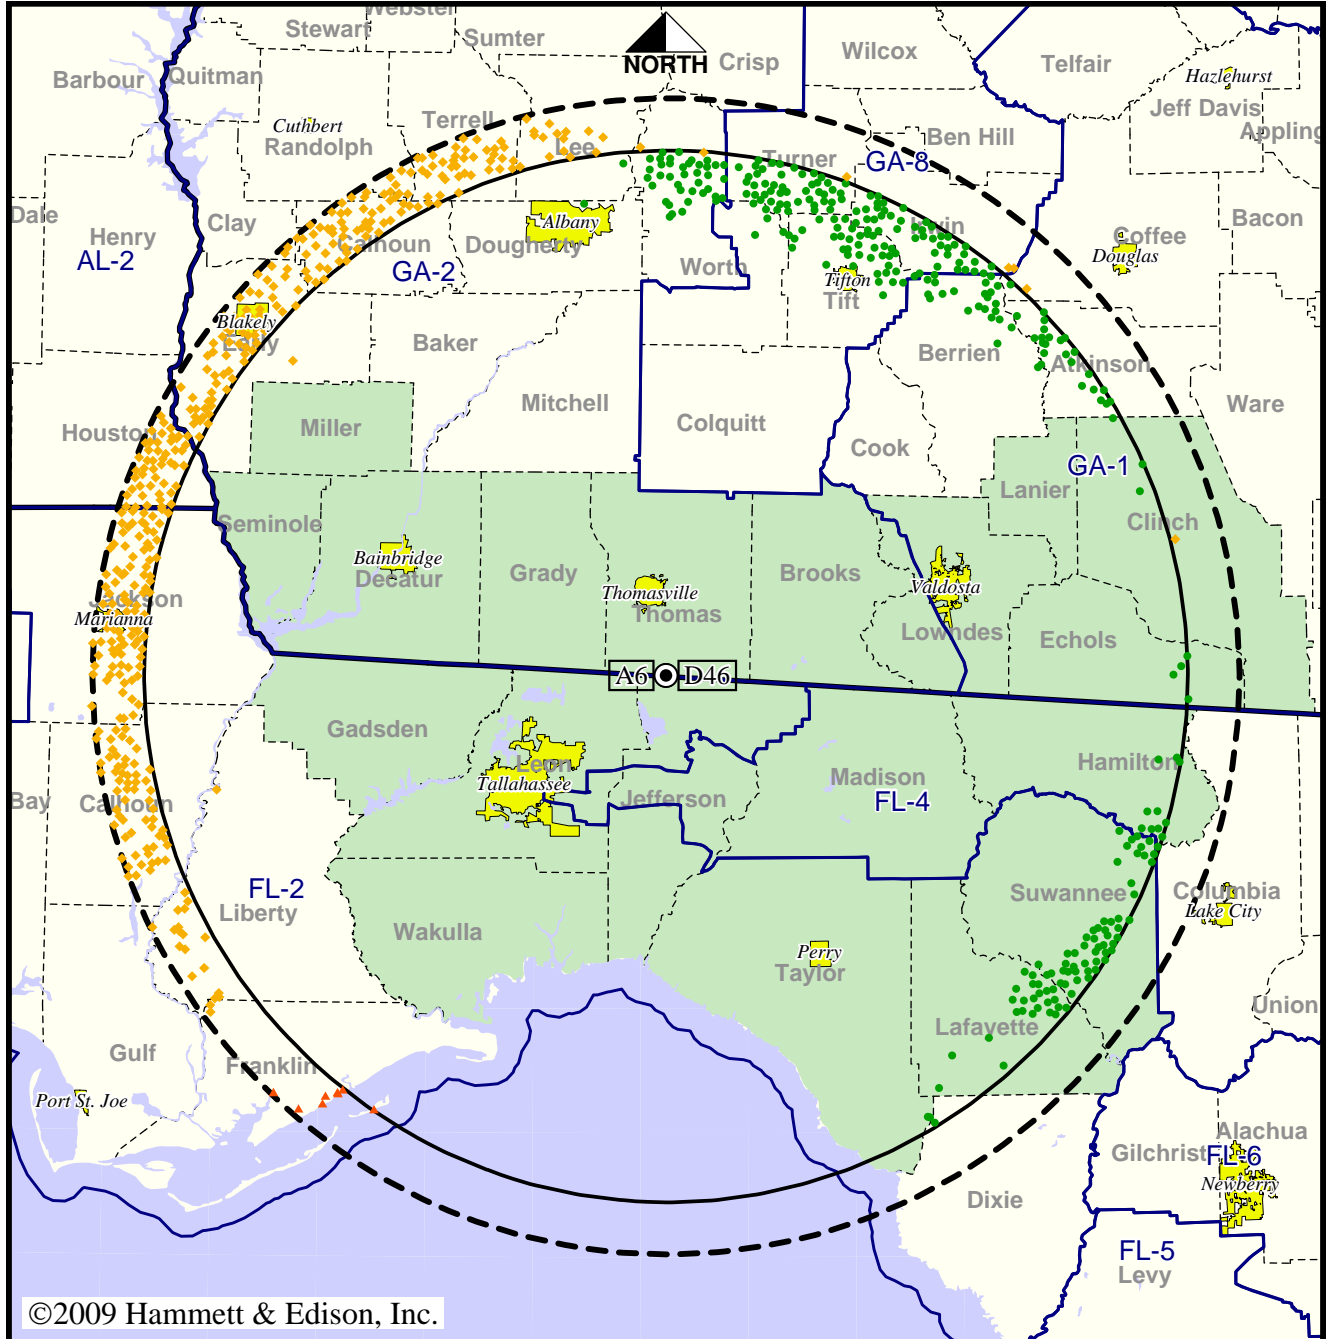 Webster
Stewart
Sumter
NORTH
Crisp
Wilcox
Telfair
Barbour
Quitman
Hazlehurst
Jeff Davis
Appling
Terrell
Cuthbert
Randolph
Lee
Turner
Ben Hill
GA-8
Dale
Henry
AL-2
Clay
Calhoun
Dougherty
Albany
GA-2
Worth
Irwin
Tifton
Tift
Coffee
Douglas
Bacon
Blakely
Early
Baker
Berrien
Atkinson
Houston
Miller
Mitchell
Colquitt
Cook
Ware
GA-1
Lanier
Clinch
Seminole
Bainbridge
Decatur
Grady
Thomasville
Thomas
Brooks
Valdosta
Lowndes
Echols
Jackson
Marianna
A6
D46
Gadsden
Leon
Tallahassee
Jefferson
Madison
FL-4
Hamilton
Bay
Calhoun
FL-2
Liberty
Wakulla
Suwannee
Columbia
Lake City
Perry
Taylor
Union
Lafayette
Gulf
Franklin
Port St. Joe
Alachua
Gilchrist
FL-6
Newberry
Dixie
FL-5
Levy
©2009 Hammett & Edison, Inc.